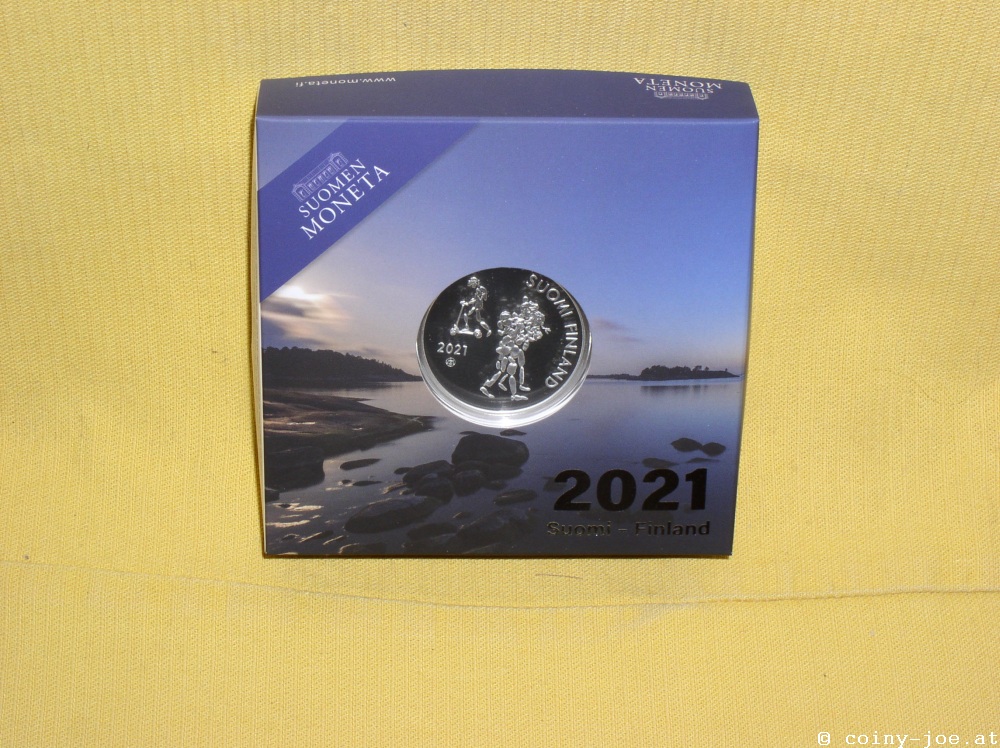 www.moneta.fi
SUOMEN
MONETA
SUOMEN
MONETA
SUOMI FINLAND
2021
2021
Suomi – Finland
© coiny-joe.at